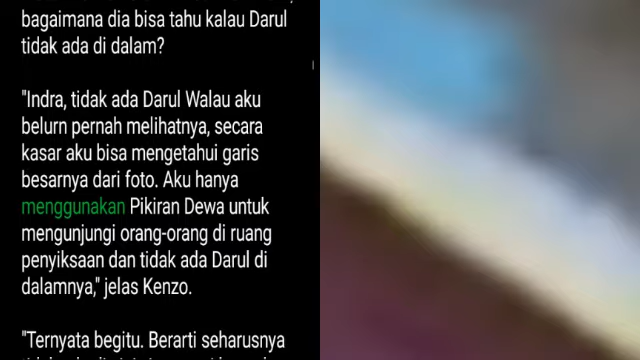 bagaimana dia bisa tahu kalau Darul
tidak ada di dalam?
"Indra, tidak ada Darul Walau aku
belurn pernah melihatnya, secara
kasar aku bisa mengetahui garis
besarnya dari foto. Aku hanya
menggunakan Pikiran Dewa untuk
mengunjungi orang-orang di ruang
penyiksaan dan tidak ada Darul di
dalamnya," jelas Kenzo.
"Ternyata begitu. Berarti seharusnya